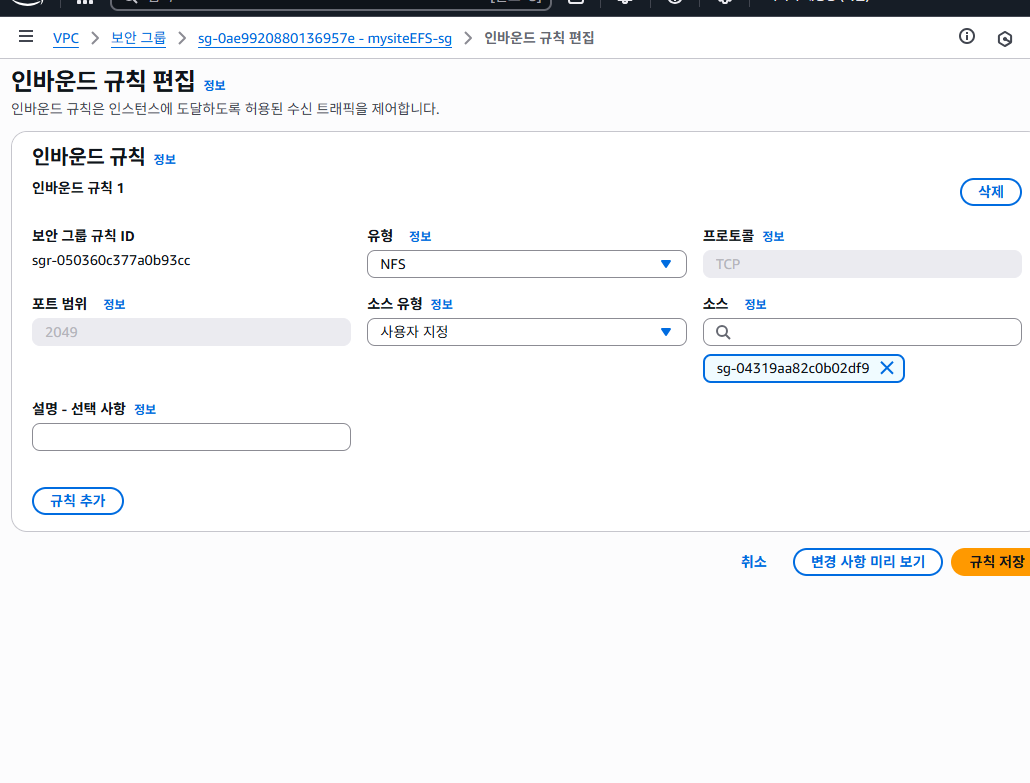 VPC > 보안 그룹 > sg-0ae9920880136957e - mysiteEFS-sg > 인바운드 규칙 편집
인바운드 규칙 편집 정보
인바운드 규칙은 인스턴스에 도달하도록 허용된 수신 트래픽을 제어합니다.
인바운드 규칙 정보
인바운드 규칙 1
삭제
보안 그룹 규칙 ID
sgr-050360c377a0b93cc
유형 정보
NFS
프로토콜 정보
TCP
포트 범위 정보
2049
소스 유형 정보
사용자 지정
소스 정보
sg-04319aa82c0b02df9
설명 - 선택 사항 정보
규칙 추가
취소
변경 사항 미리 보기
규칙 저장